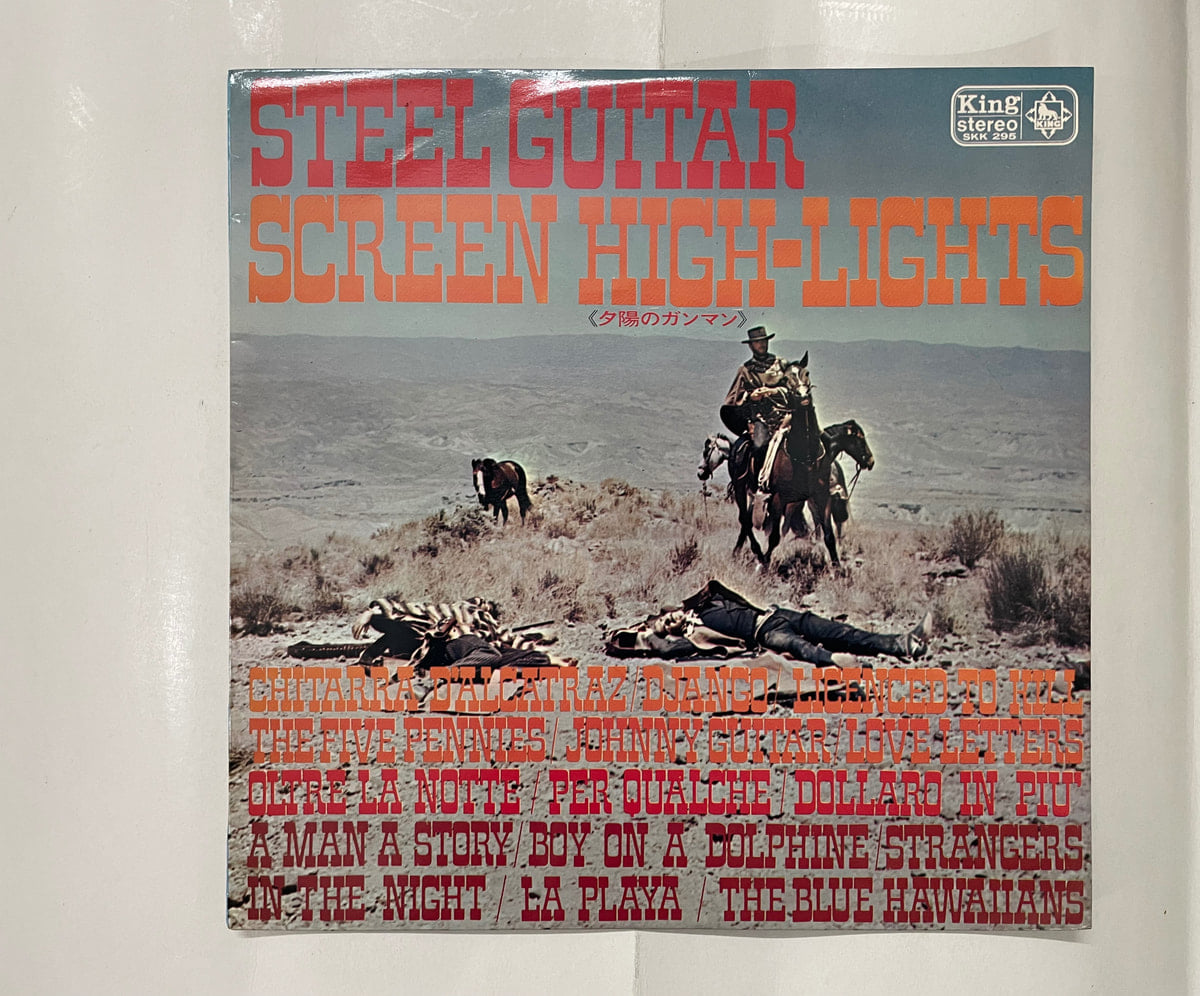 STEEL GUITAR
King
stereo
SKK 295
KING
SCREEN HIGH-LIGHTS
《夕陽のガンマン》
CHITARRA D'ALCATRAZ/DJANGO/LICENCED TO KILL
THE FIVE PENNIES/JOHNNY GUITAR/LOVE LETTERS
OLTRE LA NOTTE/PER QUALCHE/DOLLARO IN PIU'
A MAN A STORY/BOY ON A DOLPHINE/STRANGERS
IN THE NIGHT/LA PLAYA/THE BLUE HAWAIIANS